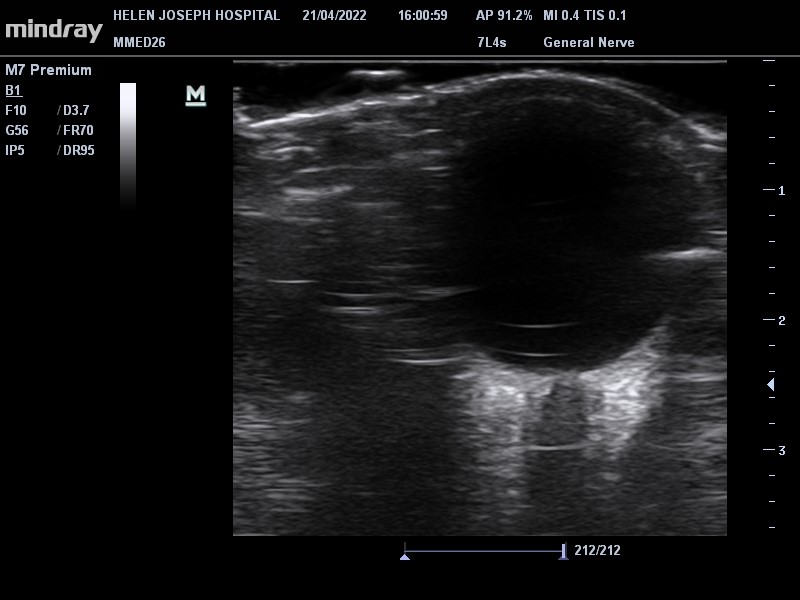 mindray
HELEN JOSEPH HOSPITAL 21/04/2022 16:00:59 AP 91.2% MI 0.4 TIS 0.1
MMED26 7L4s General Nerve
M7 Premium
B1
F10 / D3.7
G56 / FR70
IP5 / DR95
M
1
2
3
212/212